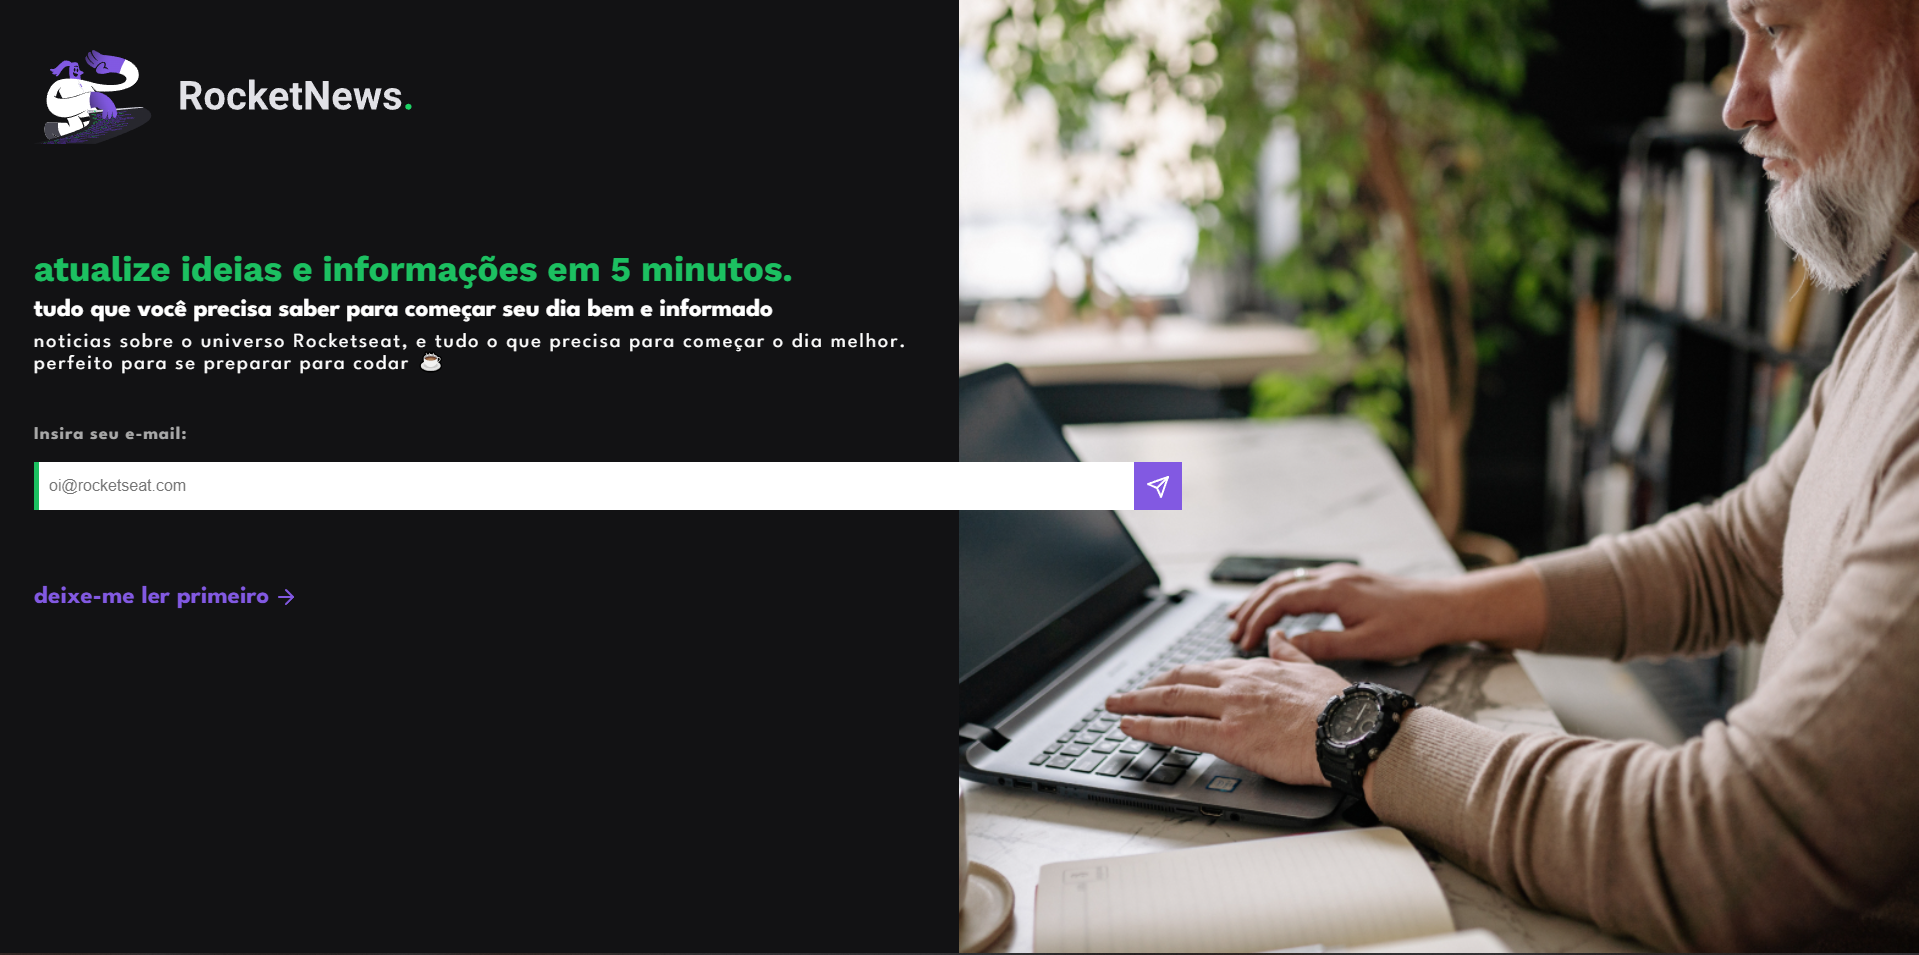 RocketNews.
atualize ideias e informações em 5 minutos.
tudo que você precisa saber para começar seu dia bem e informado
noticias sobre o universo Rocketseat, e tudo o que precisa para começar o dia melhor.
perfeito para se preparar para codar ☕
Insira seu e-mail:
oi@rocketseat.com
deixe-me ler primeiro →